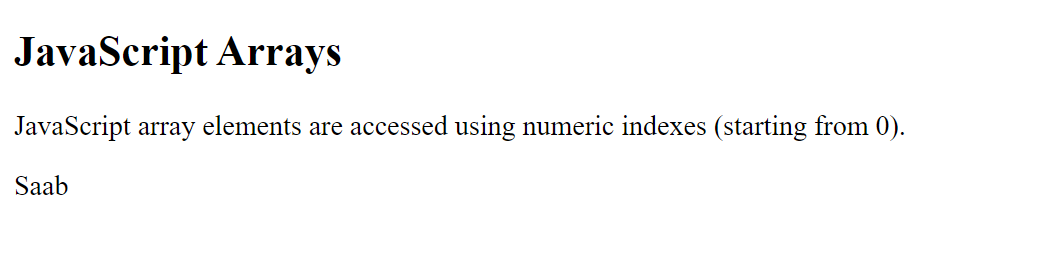 JavaScript Arrays
JavaScript array elements are accessed using numeric indexes (starting from 0).
Saab